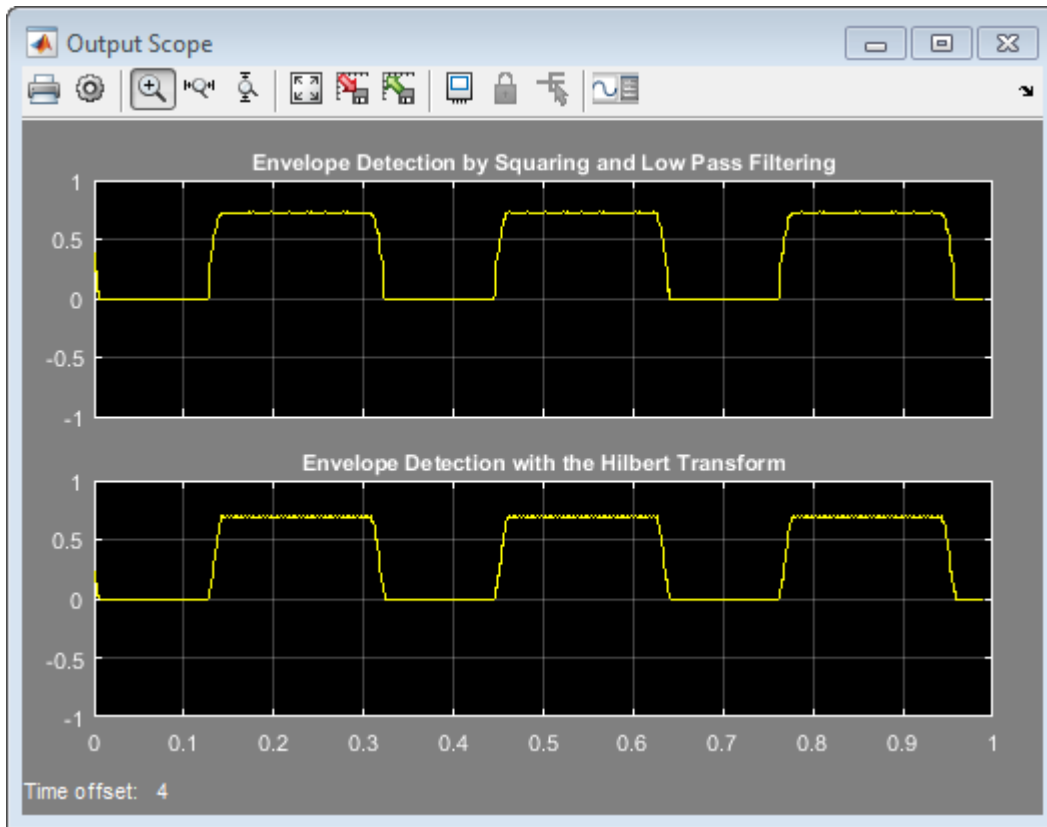 Output Scope
Envelope Detection by Squaring and Low Pass Filtering
1
0.5
0
-0.5
-1
Envelope Detection with the Hilbert Transform
1
0.5
0
-0.5
-1
0 0.1 0.2 0.3 0.4 0.5 0.6 0.7 0.8 0.9 1
Time offset: 4